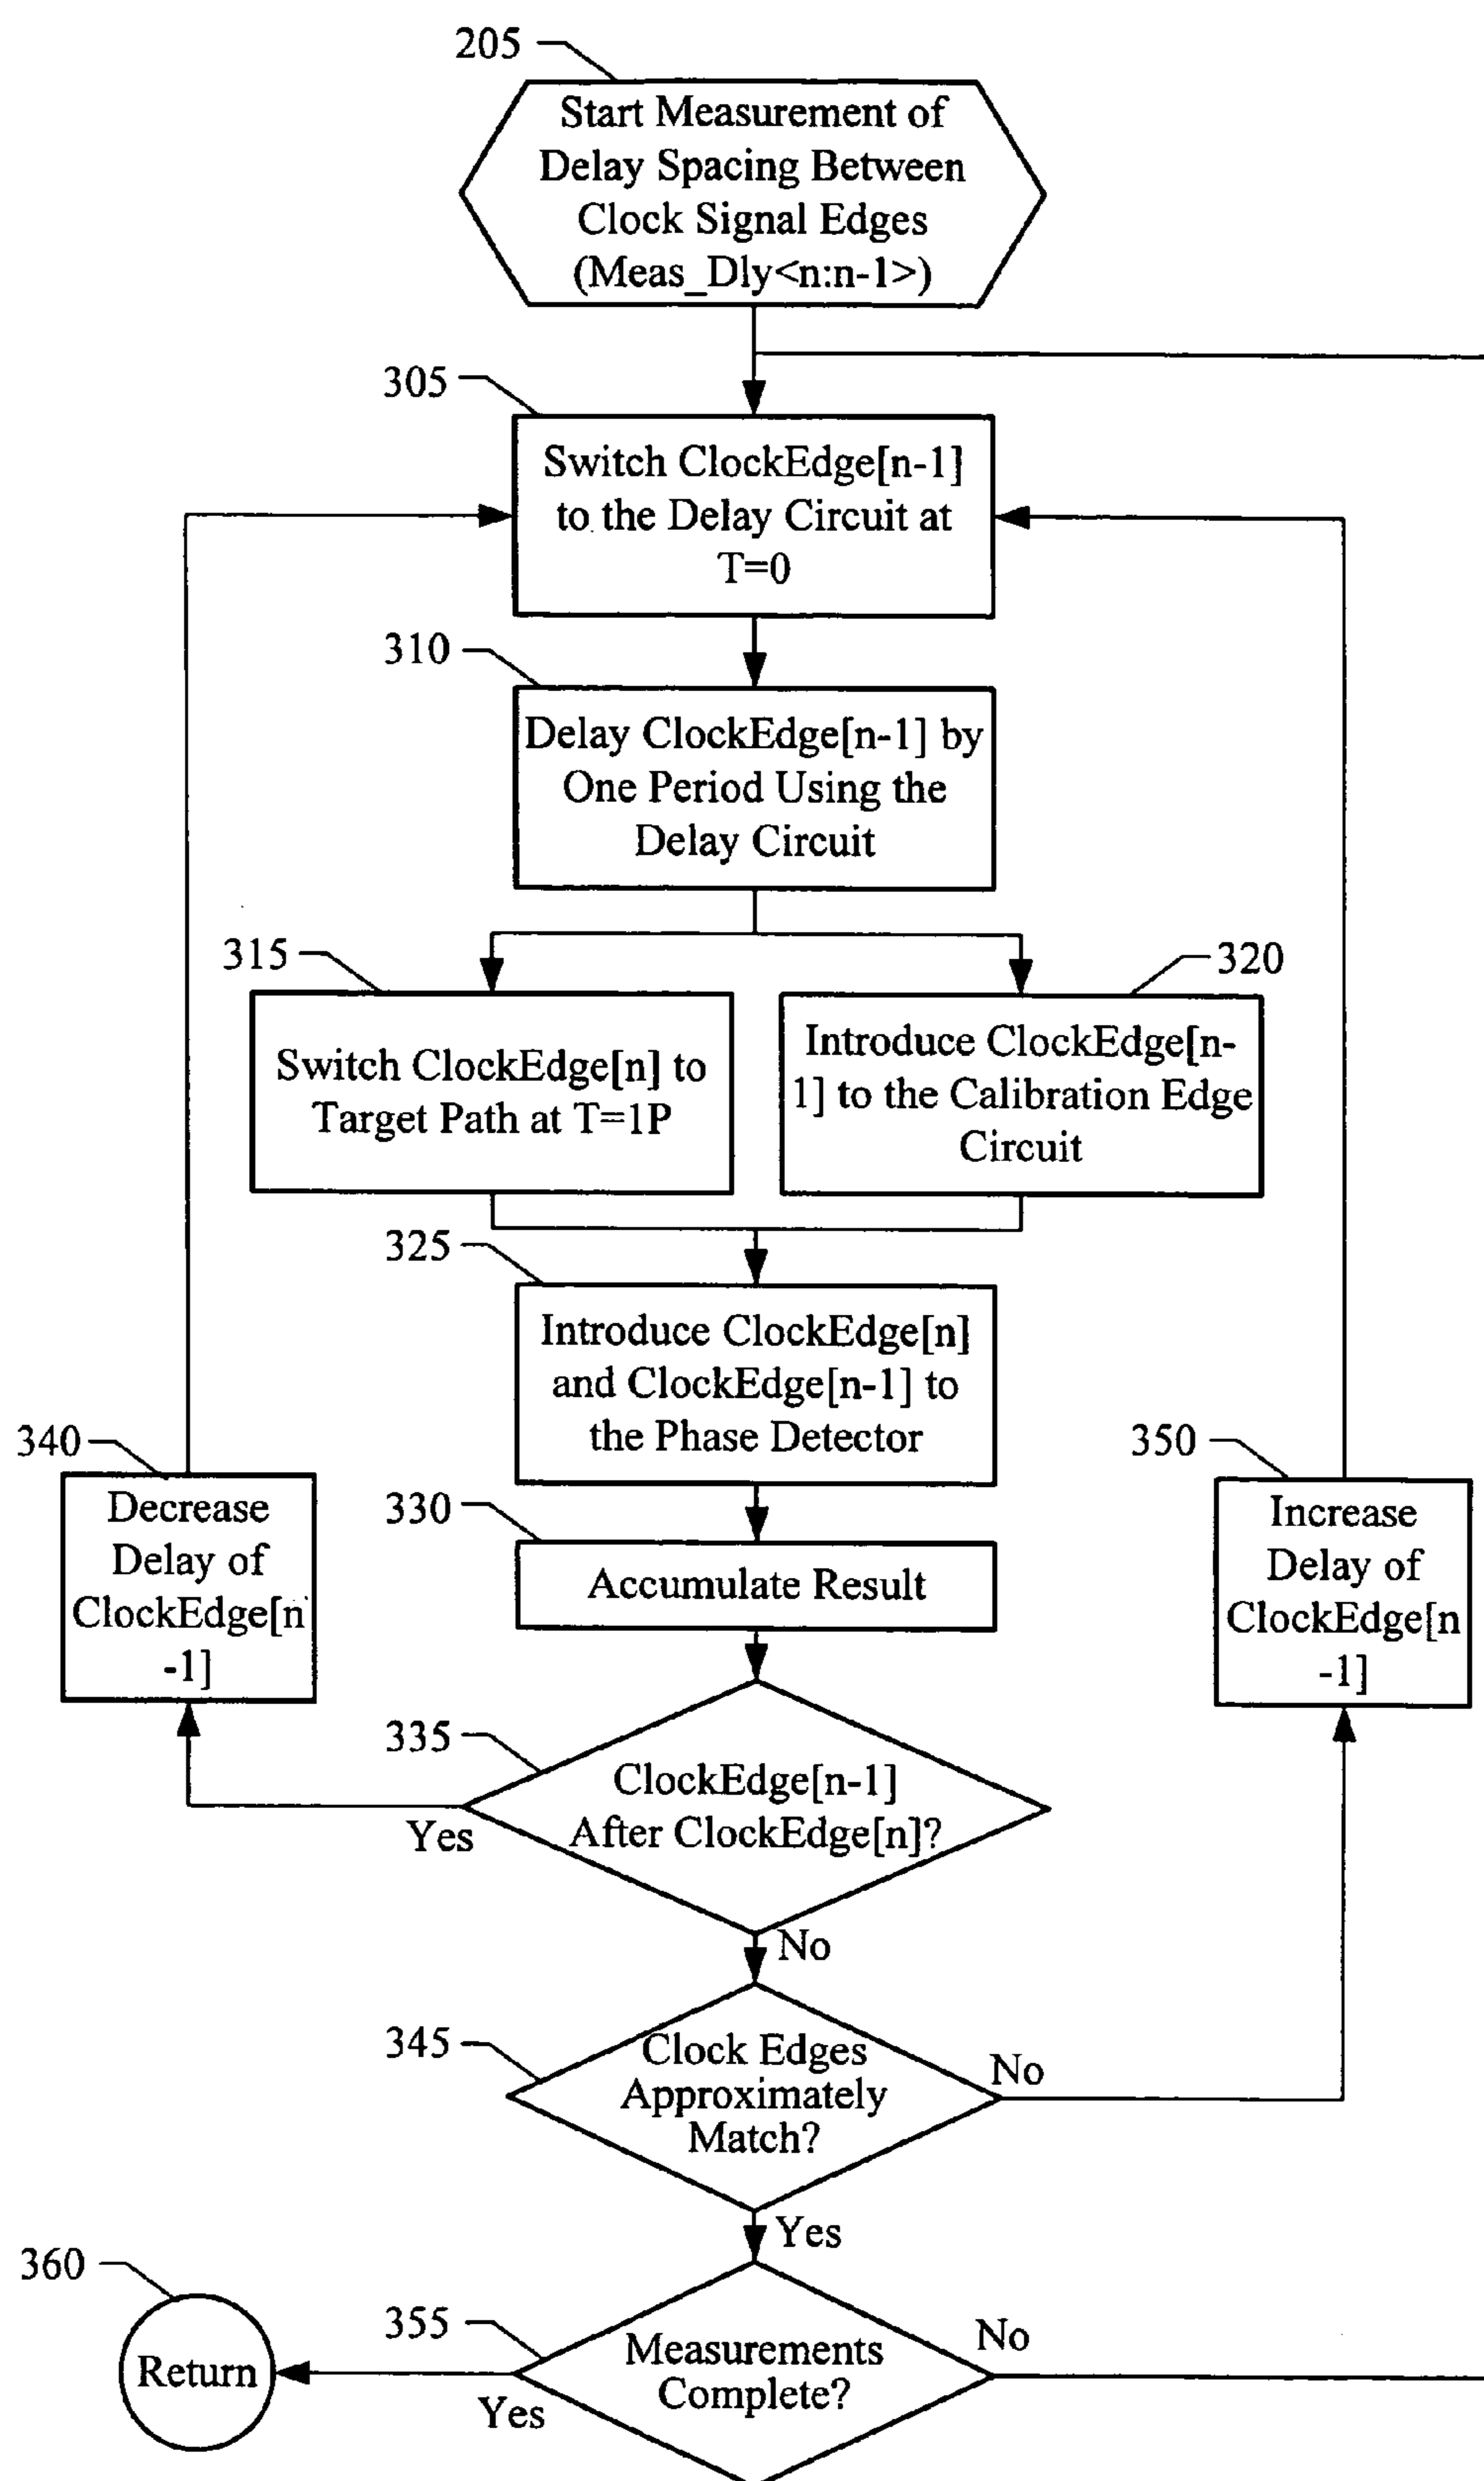 205
Start Measurement of
Delay Spacing Between
Clock Signal Edges
(Meas_Dly<n:n-1>)
305
Switch ClockEdge[n-1]
to the Delay Circuit at
T=0
310
Delay ClockEdge[n-1] by
One Period Using the
Delay Circuit
315
Switch ClockEdge[n] to
Target Path at T=1P
320
Introduce ClockEdge[n-
1] to the Calibration Edge
Circuit
325
Introduce ClockEdge[n]
and ClockEdge[n-1] to
the Phase Detector
340
Decrease
Delay of
ClockEdge[n
-1]
330
Accumulate Result
350
Increase
Delay of
ClockEdge[n
-1]
335
ClockEdge[n-1]
After ClockEdge[n]?
Yes
No
345
Clock Edges
Approximately
Match?
No
Yes
360
Return
355
Measurements
Complete?
No
Yes